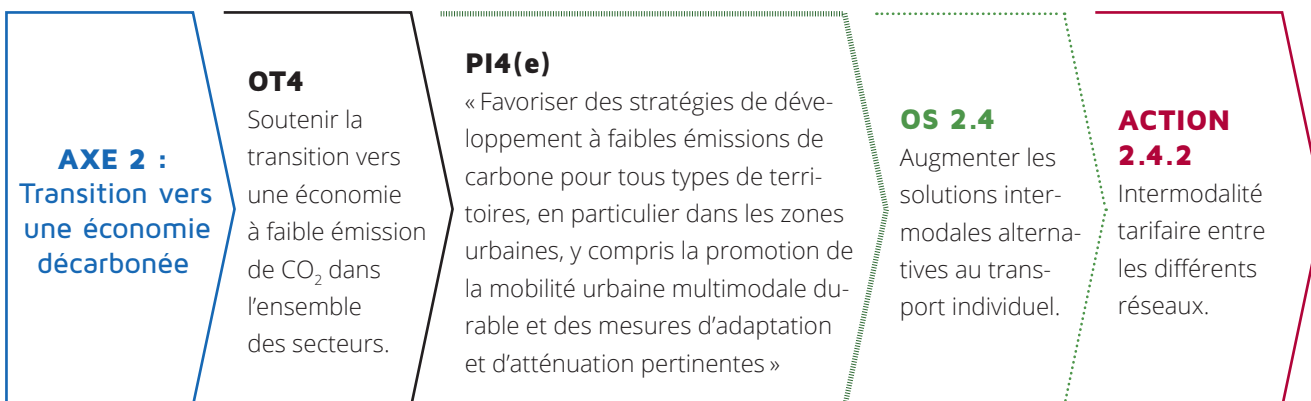 AXE 2 :
Transition vers
une économie
décarbonée
OT4
Soutenir la
transition vers
une économie
à faible émission
de CO₂ dans
l’ensemble
des secteurs.
PI4(e)
« Favoriser des stratégies de déve-
loppement à faibles émissions de
carbone pour tous types de terri-
toires, en particulier dans les zones
urbaines, y compris la promotion de
la mobilité urbaine multimodale du-
rable et des mesures d’adaptation
et d’atténuation pertinentes »
OS 2.4
Augmenter les
solutions inter-
modales alterna-
tives au trans-
port individuel.
ACTION
2.4.2
Intermodalité
tarifaire entre
les différents
réseaux.